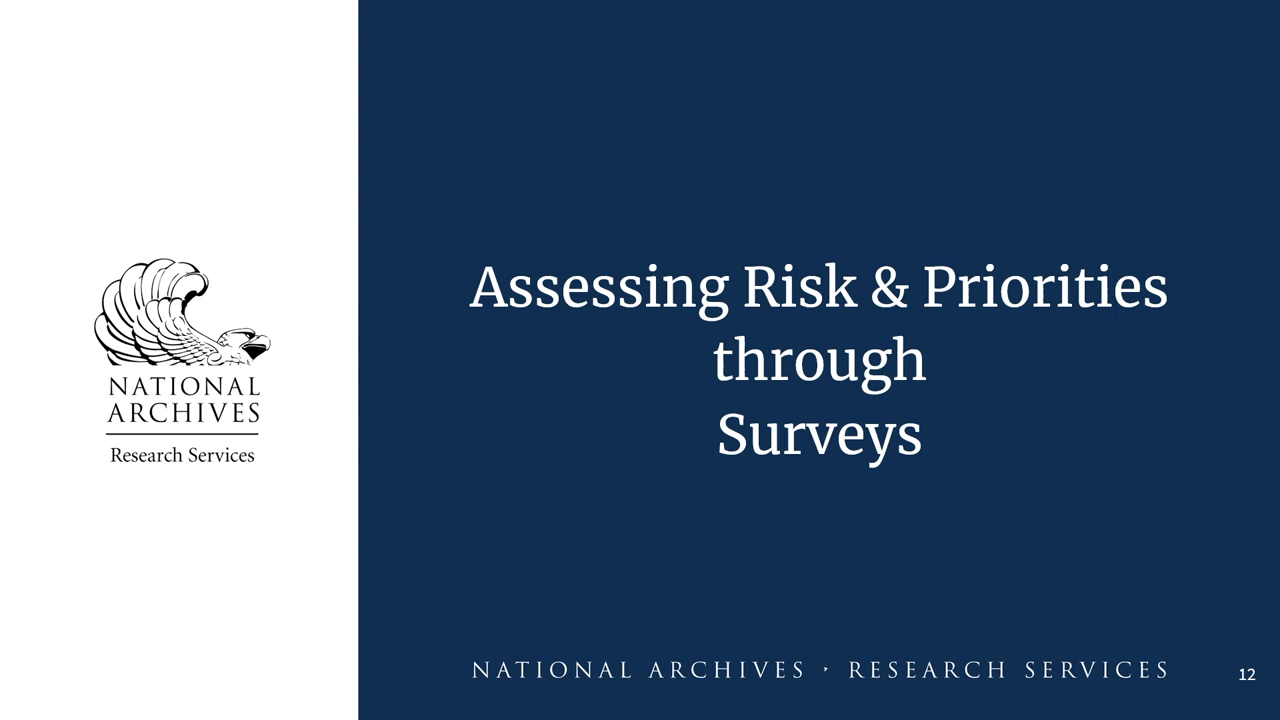 NATIONAL
ARCHIVES
Research Services
Assessing Risk & Priorities
through
Surveys
NATIONAL ARCHIVES · RESEARCH SERVICES
12